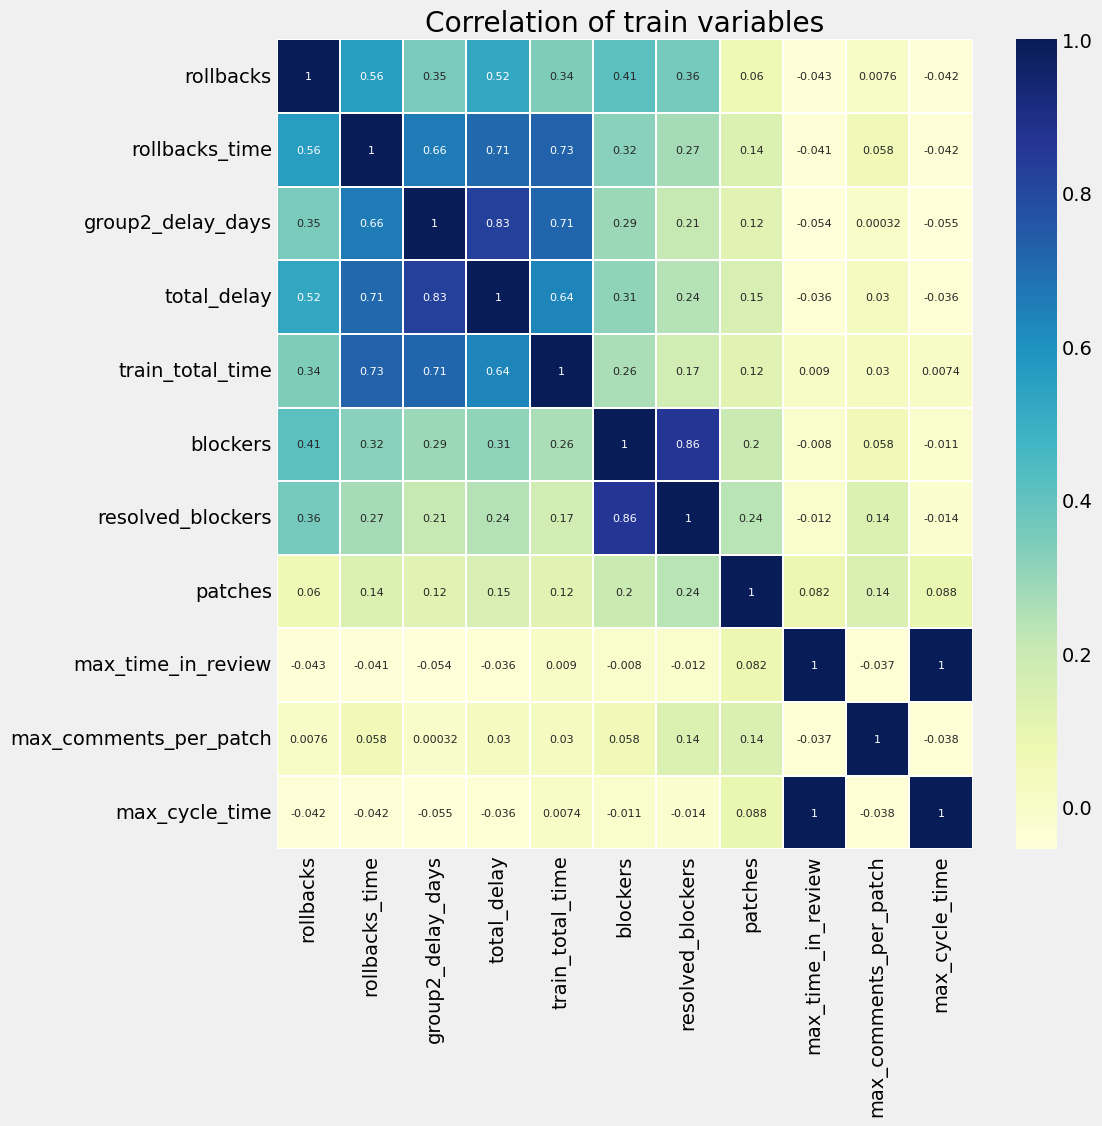 Correlation of train variables
rollbacks 1 0.56 0.35 0.52 0.34 0.41 0.36 0.06 -0.043 0.0076 -0.042
rollbacks_time 0.56 1 0.66 0.71 0.73 0.32 0.27 0.14 -0.041 0.058 -0.042
group2_delay_days 0.35 0.66 1 0.83 0.71 0.29 0.21 0.12 -0.054 0.00032 -0.055
total_delay 0.52 0.71 0.83 1 0.64 0.31 0.24 0.15 -0.036 0.03 -0.036
train_total_time 0.34 0.73 0.71 0.64 1 0.26 0.17 0.12 0.009 0.03 0.0074
blockers 0.41 0.32 0.29 0.31 0.26 1 0.86 0.2 -0.008 0.058 -0.011
resolved_blockers 0.36 0.27 0.21 0.24 0.17 0.86 1 0.24 -0.012 0.14 -0.014
patches 0.06 0.14 0.12 0.15 0.12 0.2 0.24 1 0.082 0.14 0.088
max_time_in_review -0.043 -0.041 -0.054 -0.036 0.009 -0.008 -0.012 0.082 1 -0.037 1
max_comments_per_patch 0.0076 0.058 0.00032 0.03 0.03 0.058 0.14 0.14 -0.037 1 -0.038
max_cycle_time -0.042 -0.042 -0.055 -0.036 0.0074 -0.011 -0.014 0.088 1 -0.038 1
rollbacks
rollbacks_time
group2_delay_days
total_delay
train_total_time
blockers
resolved_blockers
patches
max_time_in_review
max_comments_per_patch
max_cycle_time
1.0
0.8
0.6
0.4
0.2
0.0